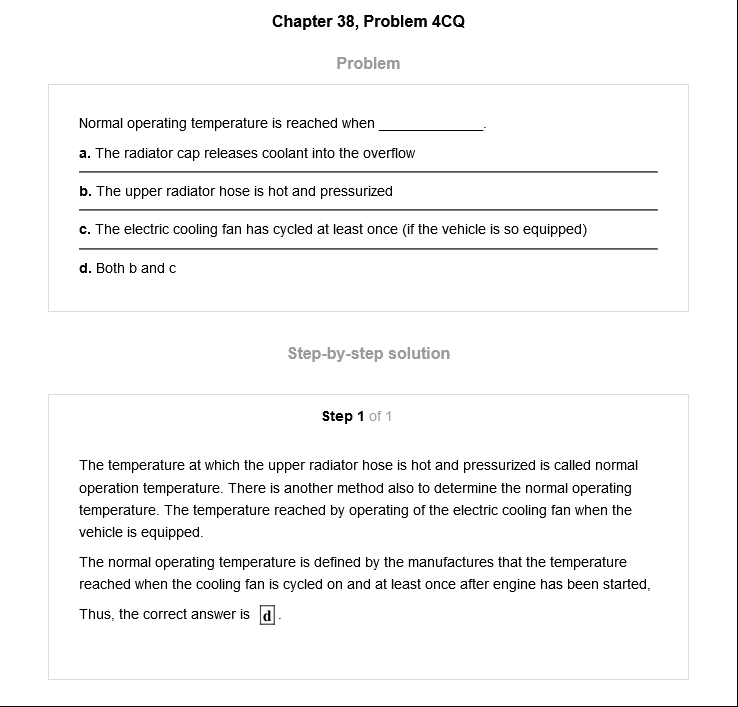 Chapter 38, Problem 4CQ
Problem
Normal operating temperature is reached when _____________.
a. The radiator cap releases coolant into the overflow
b. The upper radiator hose is hot and pressurized
c. The electric cooling fan has cycled at least once (if the vehicle is so equipped)
d. Both b and c
Step-by-step solution
Step 1 of 1
The temperature at which the upper radiator hose is hot and pressurized is called normal
operation temperature. There is another method also to determine the normal operating
temperature. The temperature reached by operating of the electric cooling fan when the
vehicle is equipped.
The normal operating temperature is defined by the manufactures that the temperature
reached when the cooling fan is cycled on and at least once after engine has been started,
Thus, the correct answer is d.